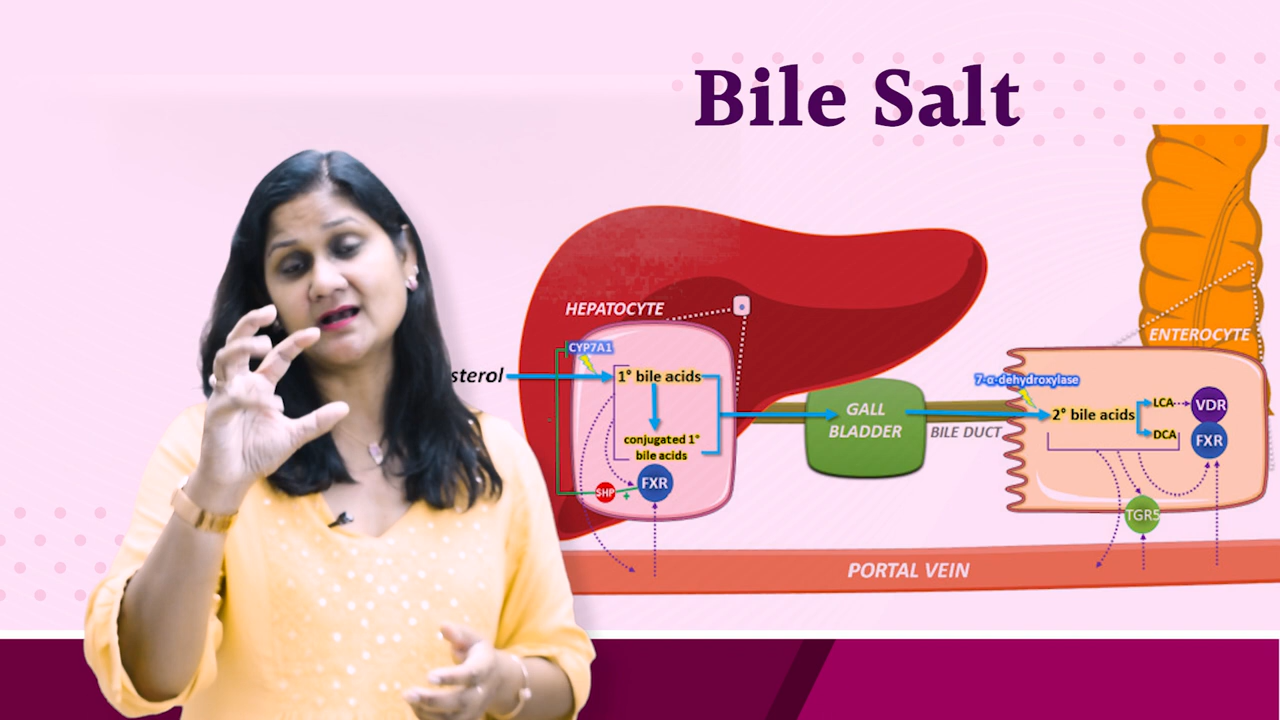 Bile Salt
HEPATOCYTE
CYP7A1
sterol
1° bile acids
conjugated 1°
bile acids
SHP
+
FXR
GALL
BLADDER
BILE DUCT
ENTEROCYTE
7-α-dehydroxylase
2° bile acids
LCA
DCA
VDR
FXR
TGR5
PORTAL VEIN